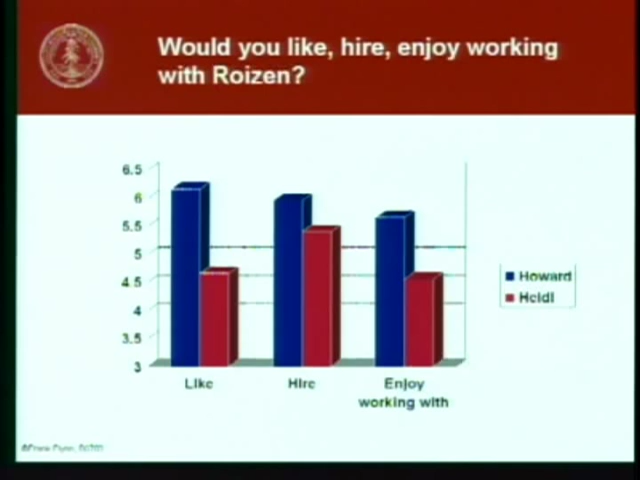 Would you like, hire, enjoy working
with Roizen?
6.5
6
5.5
5
4.5
4
3.5
3
Like
Hire
Enjoy
working with
Howard
Heidi